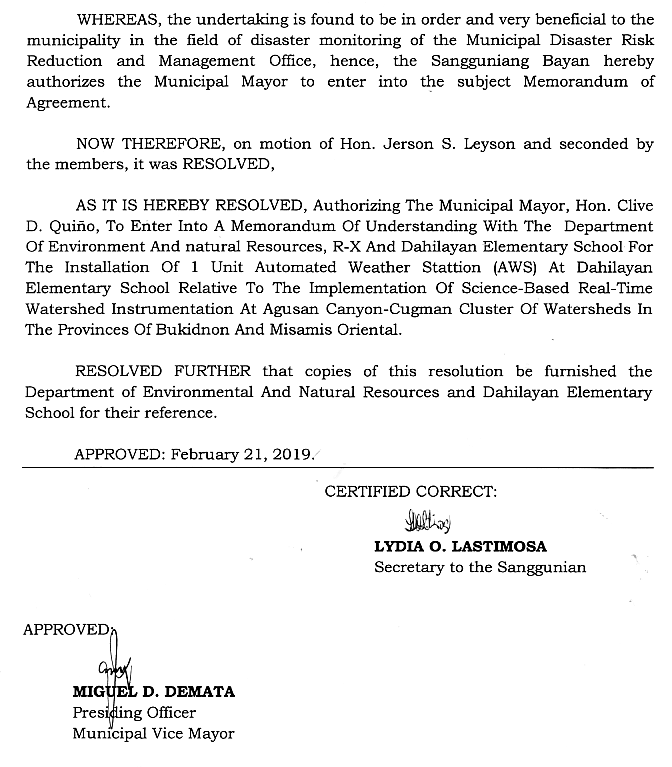 WHEREAS, the undertaking is found to be in order and very beneficial to the
municipality in the field of disaster monitoring of the Municipal Disaster Risk
Reduction and Management Office, hence, the Sangguniang Bayan hereby
authorizes the Municipal Mayor to enter into the subject Memorandum of
Agreement.
NOW THEREFORE, on motion of Hon. Jerson S. Leyson and seconded by
the members, it was RESOLVED,
AS IT IS HEREBY RESOLVED, Authorizing The Municipal Mayor, Hon. Clive
D. Quiño, To Enter Into A Memorandum Of Understanding With The Department
Of Environment And natural Resources, R-X And Dahilayan Elementary School For
The Installation Of 1 Unit Automated Weather Stattion (AWS) At Dahilayan
Elementary School Relative To The Implementation Of Science-Based Real-Time
Watershed Instrumentation At Agusan Canyon-Cugman Cluster Of Watersheds In
The Provinces Of Bukidnon And Misamis Oriental.
RESOLVED FURTHER that copies of this resolution be furnished the
Department of Environmental And Natural Resources and Dahilayan Elementary
School for their reference.
APPROVED: February 21, 2019.
CERTIFIED CORRECT:
LYDIA O. LASTIMOSA
Secretary to the Sanggunian
APPROVED:
MIGUEL D. DEMATA
Presiding Officer
Municipal Vice Mayor